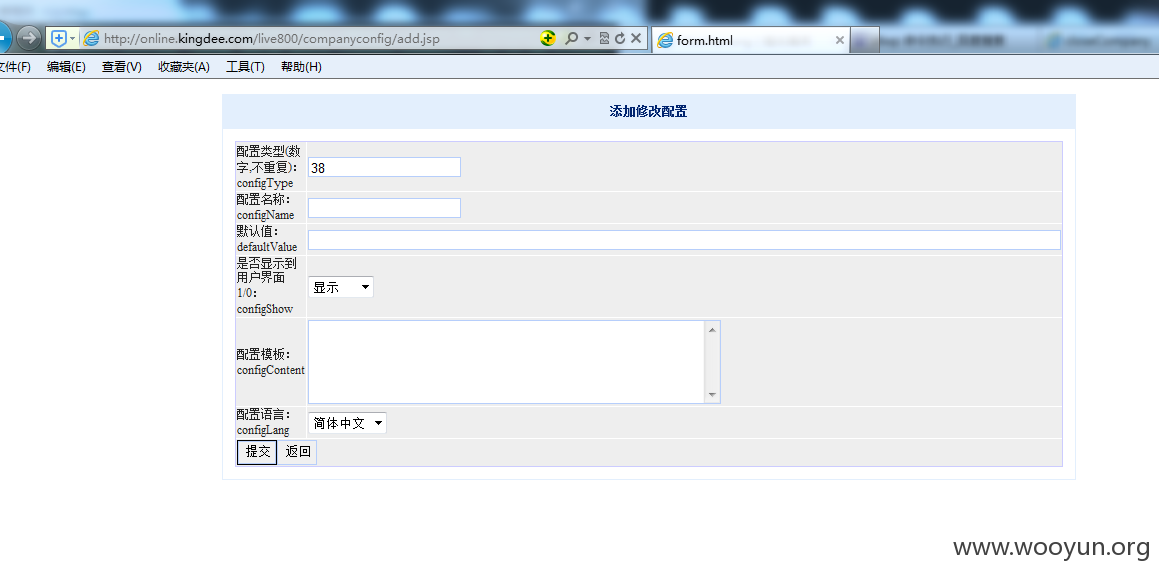 http://online.kingdee.com/live800/companyconfig/add.jsp
form.html
文件(F) 编辑(E) 查看(V) 收藏夹(A) 工具(T) 帮助(H)
添加修改配置
配置类型(数
字,不重复):
configType
38
配置名称:
configName
默认值:
defaultValue
是否显示到
用户界面
1/0:
configShow
显示
配置模板:
configContent
配置语言:
configLang
简体中文
提交 返回
www.wooyun.org